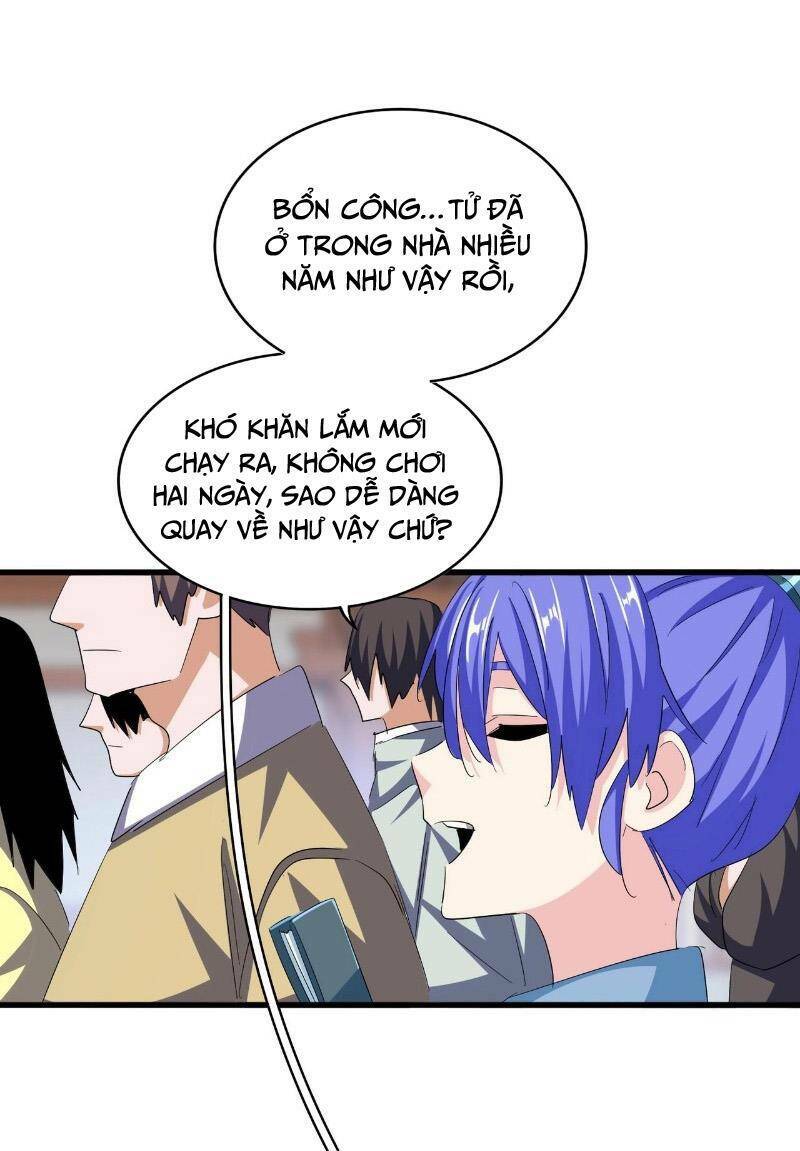 BỔN CÔNG...TỬ ĐÃ
Ở TRONG NHÀ NHIỀU
NĂM NHƯ VẬY RỒI,
KHÓ KHĂN LẮM MỚI
CHẠY RA, KHÔNG CHƠI
HAI NGÀY, SAO DỄ DÀNG
QUAY VỀ NHƯ VẬY CHỨ?